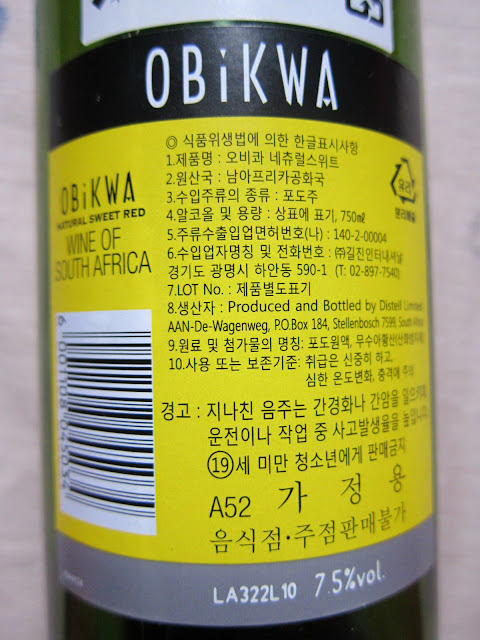 OBiKWA
◎ 식품위생법에 의한 한글표시사항
1.제품명 : 오비콰 네츄럴스위트
2.원산국 : 남아프리카공화국
3.수입주류의 종류 : 포도주
4.알코올 및 용량 : 상표에 표기, 750㎖
5.주류수출입업면허번호(나) : 140-2-00004
6.수입업자명칭 및 전화번호 : ㈜길진인터내셔날
경기도 광명시 하안동 590-1 (T: 02-897-7540)
7.LOT No. : 제품별도표기
8.생산자 : Produced and Bottled by Distell Limited
AAN-De-Wagenweg, P.O.Box 184, Stellenbosch 7599, South Africa
9.원료 및 첨가물의 명칭: 포도원액, 무수아황산(산화방지제)
10.사용 또는 보존기준: 취급은 신중히 하고,
심한 온도변화, 충격에 주의
경고 : 지나친 음주는 간경화나 간암을 일으키며,
운전이나 작업 중 사고발생율을 높입니다.
19세 미만 청소년에게 판매금지
A52 가 정 용
음식점·주점판매불가
유리
분리배출
OBiKWA
NATURAL SWEET RED
WINE OF
SOUTH AFRICA
6 001108 045034
LA322L10 7.5%vol.